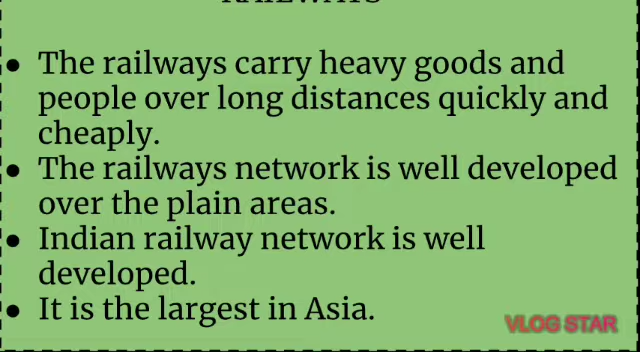 RAILWAYS
● The railways carry heavy goods and
people over long distances quickly and
cheaply.
● The railways network is well developed
over the plain areas.
● Indian railway network is well
developed.
● It is the largest in Asia.
VLOG STAR